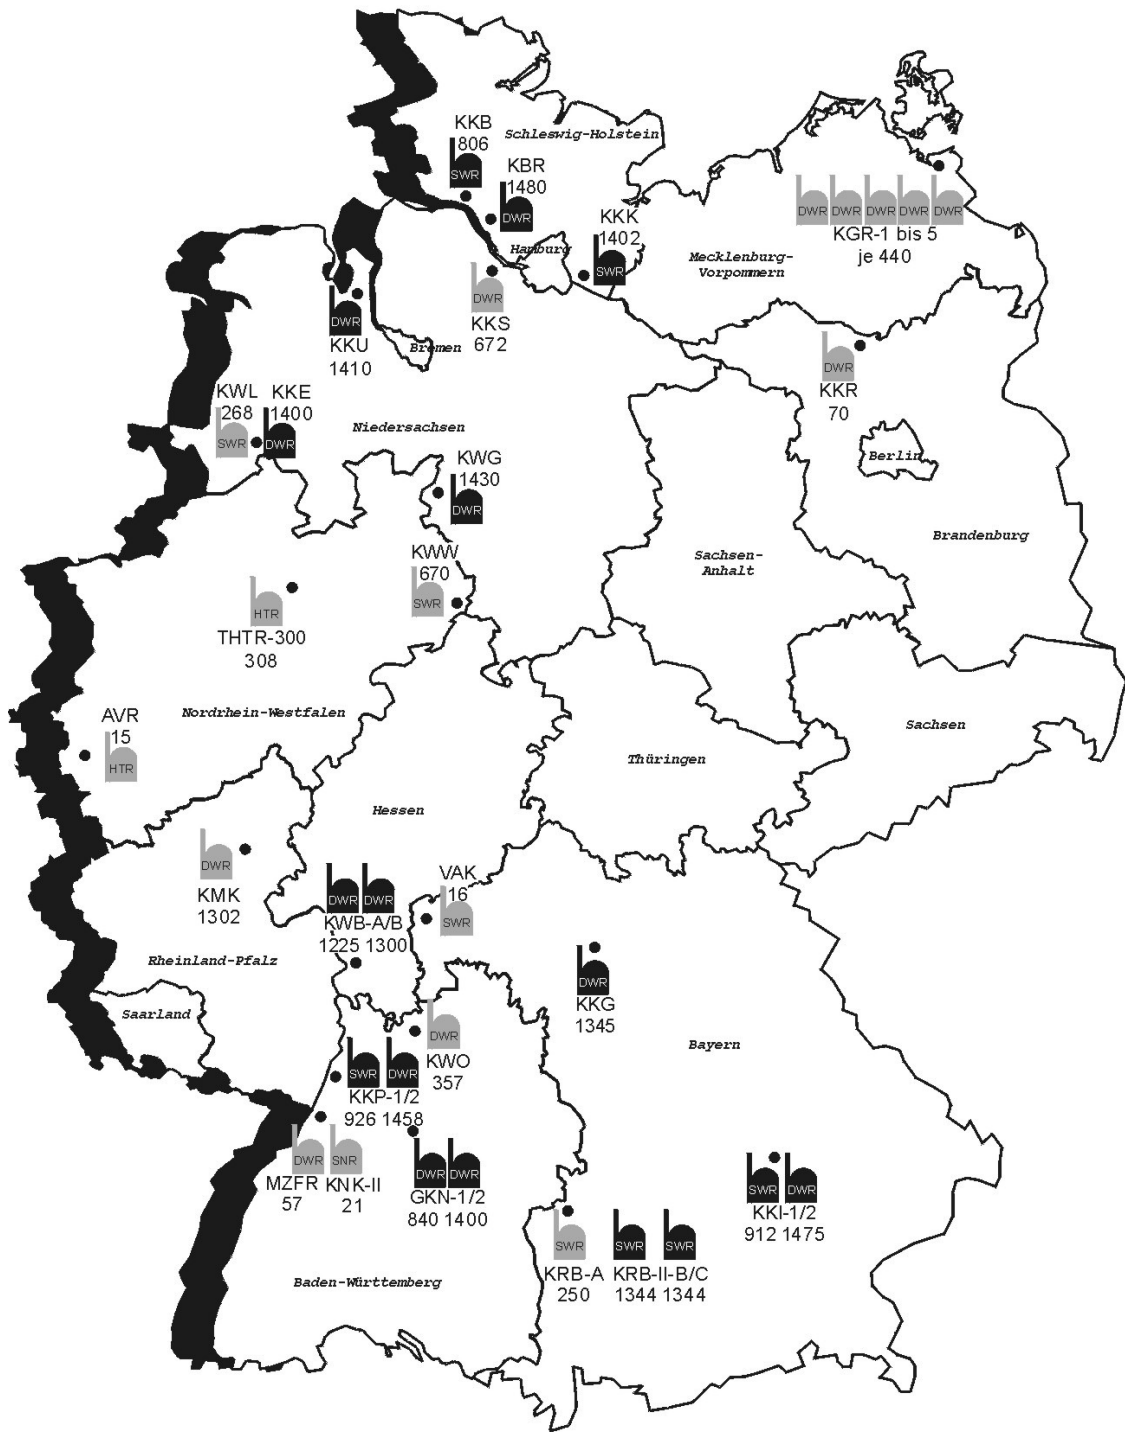 KKB
806
SWR
Schleswig-Holstein
KBR
1480
DWR
KKK
1402
SWR
Hamburg
DWR DWR DWR DWR DWR
KGR-1 bis 5
je 440
Mecklenburg-
Vorpommern
DWR
KKU
1410
Bremen
DWR
KKS
672
DWR
KKR
70
KWL
268
SWR
KKE
1400
DWR
Niedersachsen
Berlin
KWG
1430
DWR
Brandenburg
Sachsen-
Anhalt
KWW
670
SWR
HTR
THTR-300
308
Nordrhein-Westfalen
AVR
15
HTR
Sachsen
Thüringen
Hessen
DWR
KMK
1302
DWR DWR
KWB-A/B
1225 1300
VAK
16
SWR
Rheinland-Pfalz
DWR
KKG
1345
Saarland
Bayern
DWR
KWO
357
SWR DWR
KKP-1/2
926 1458
DWR SNR
MZFR KNK-II
57 21
DWR DWR
GKN-1/2
840 1400
SWR DWR
KKI-1/2
912 1475
SWR SWR SWR
KRB-A KRB-II-B/C
250 1344 1344
Baden-Württemberg